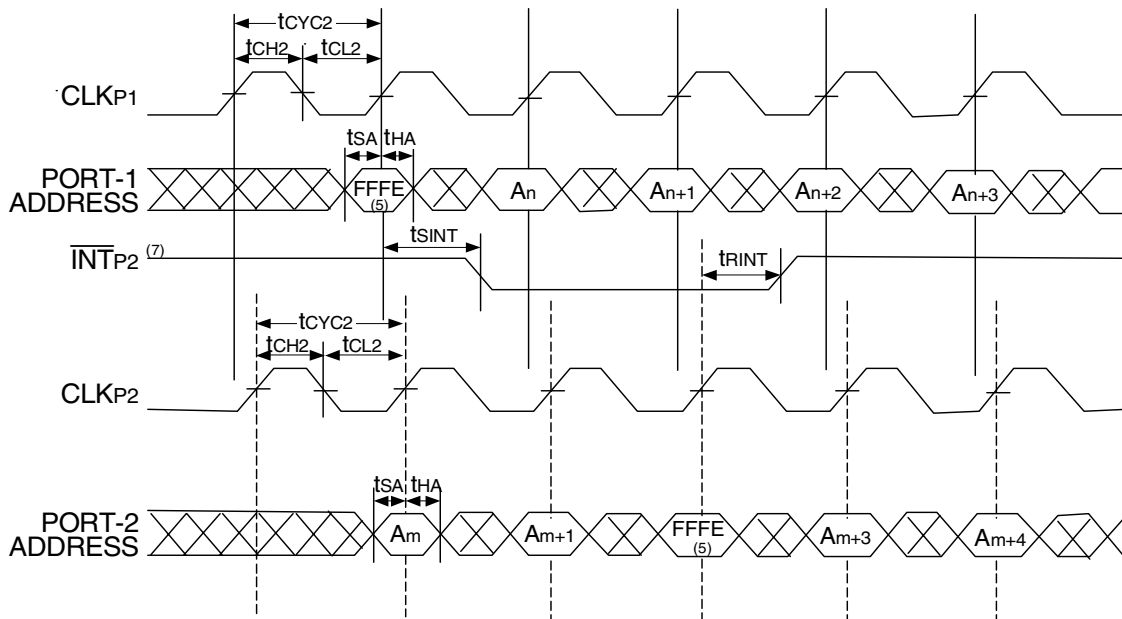 tCYC2
tCH2 tCL2
CLKP1
tSA tHA
PORT-1
ADDRESS
FFFE
(5)
An An+1 An+2 An+3
tSINT
INTP2 (7)
tRINT
tCYC2
tCH2 tCL2
CLKP2
tSA tHA
PORT-2
ADDRESS
Am Am+1 FFFE
(5)
Am+3 Am+4